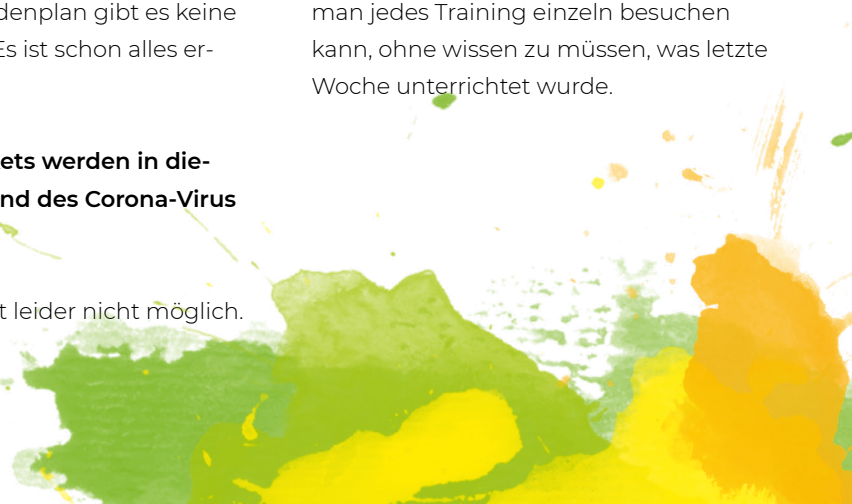 denplan gibt es keine
Es ist schon alles er-
ets werden in die-
nd des Corona-Virus
t leider nicht möglich.
man jedes Training einzeln besuchen
kann, ohne wissen zu müssen, was letzte
Woche unterrichtet wurde.